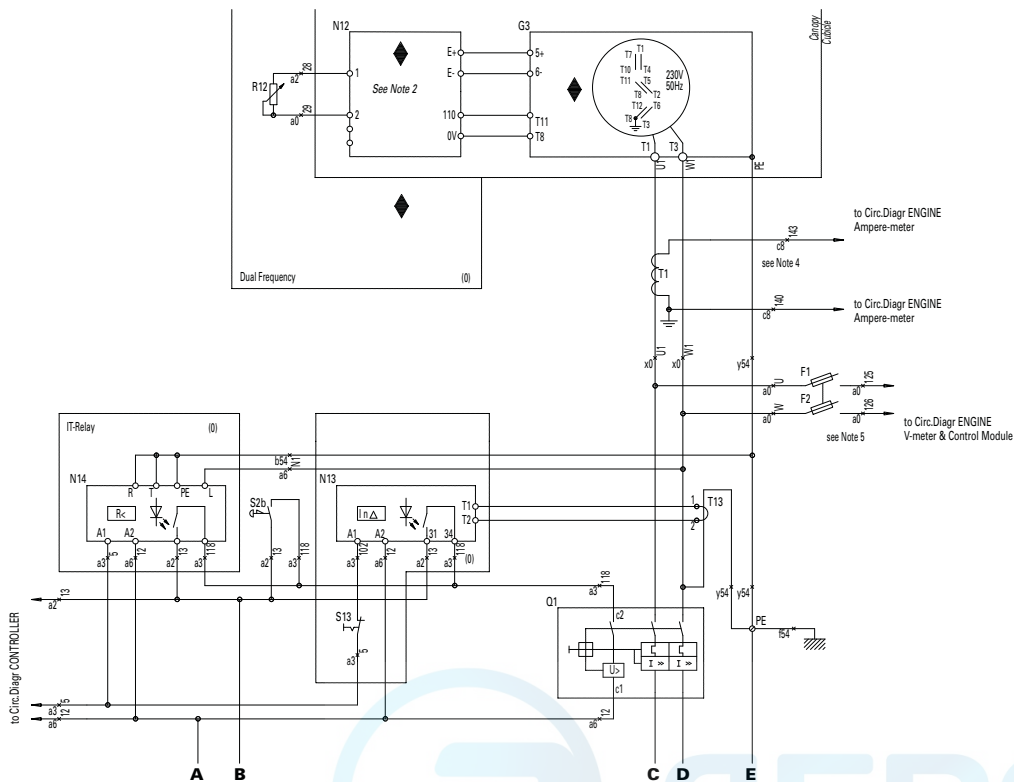 N12
G3
Canopy
Cubicle
E+
5+
E-
6-
See Note 2
1
2
110
0V
T11
T8
T1
T7
T10
T4
T11
T5
T8
T2
T12
T6
T8
T3
230V
50Hz
R12
a2
28
a0
29
T1
T3
U1
W1
PE
Dual Frequency
(0)
to Circ.Diagr ENGINE
Ampere-meter
c8
143
see Note 4
T1
c8
140
to Circ.Diagr ENGINE
Ampere-meter
x0
U1
x0
W1
y54
a0
U
F1
a0
125
a0
W
F2
a0
126
see Note 5
to Circ.Diagr ENGINE
V-meter & Control Module
IT-Relay
(0)
N14
R
T
PE
L
R<
A1
A2
a3
5
a6
12
a2
13
a3
118
b54
a6
N1
S2b
a2
13
a3
118
N13
T1
T2
In△
A1
A2
31
34
(0)
a3
102
a6
12
a2
13
a3
118
1
2
T13
a2
13
S13
a3
5
a3
118
Q1
c2
U>
I »
I »
c1
a6
12
y54
y54
PE
f54
to Circ.Diagr CONTROLLER
a3
5
a6
12
A
B
C
D
E